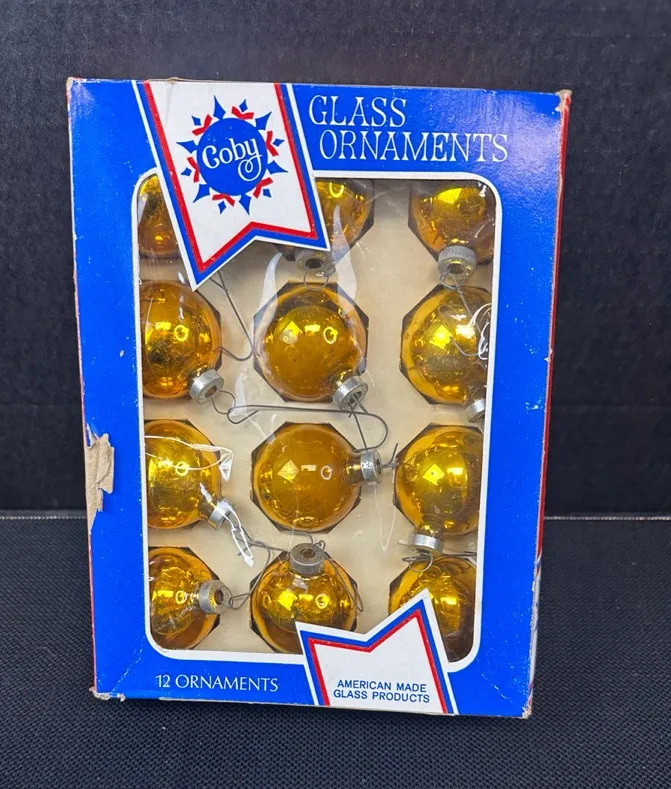 Coby
GLASS
ORNAMENTS
12 ORNAMENTS
AMERICAN MADE
GLASS PRODUCTS